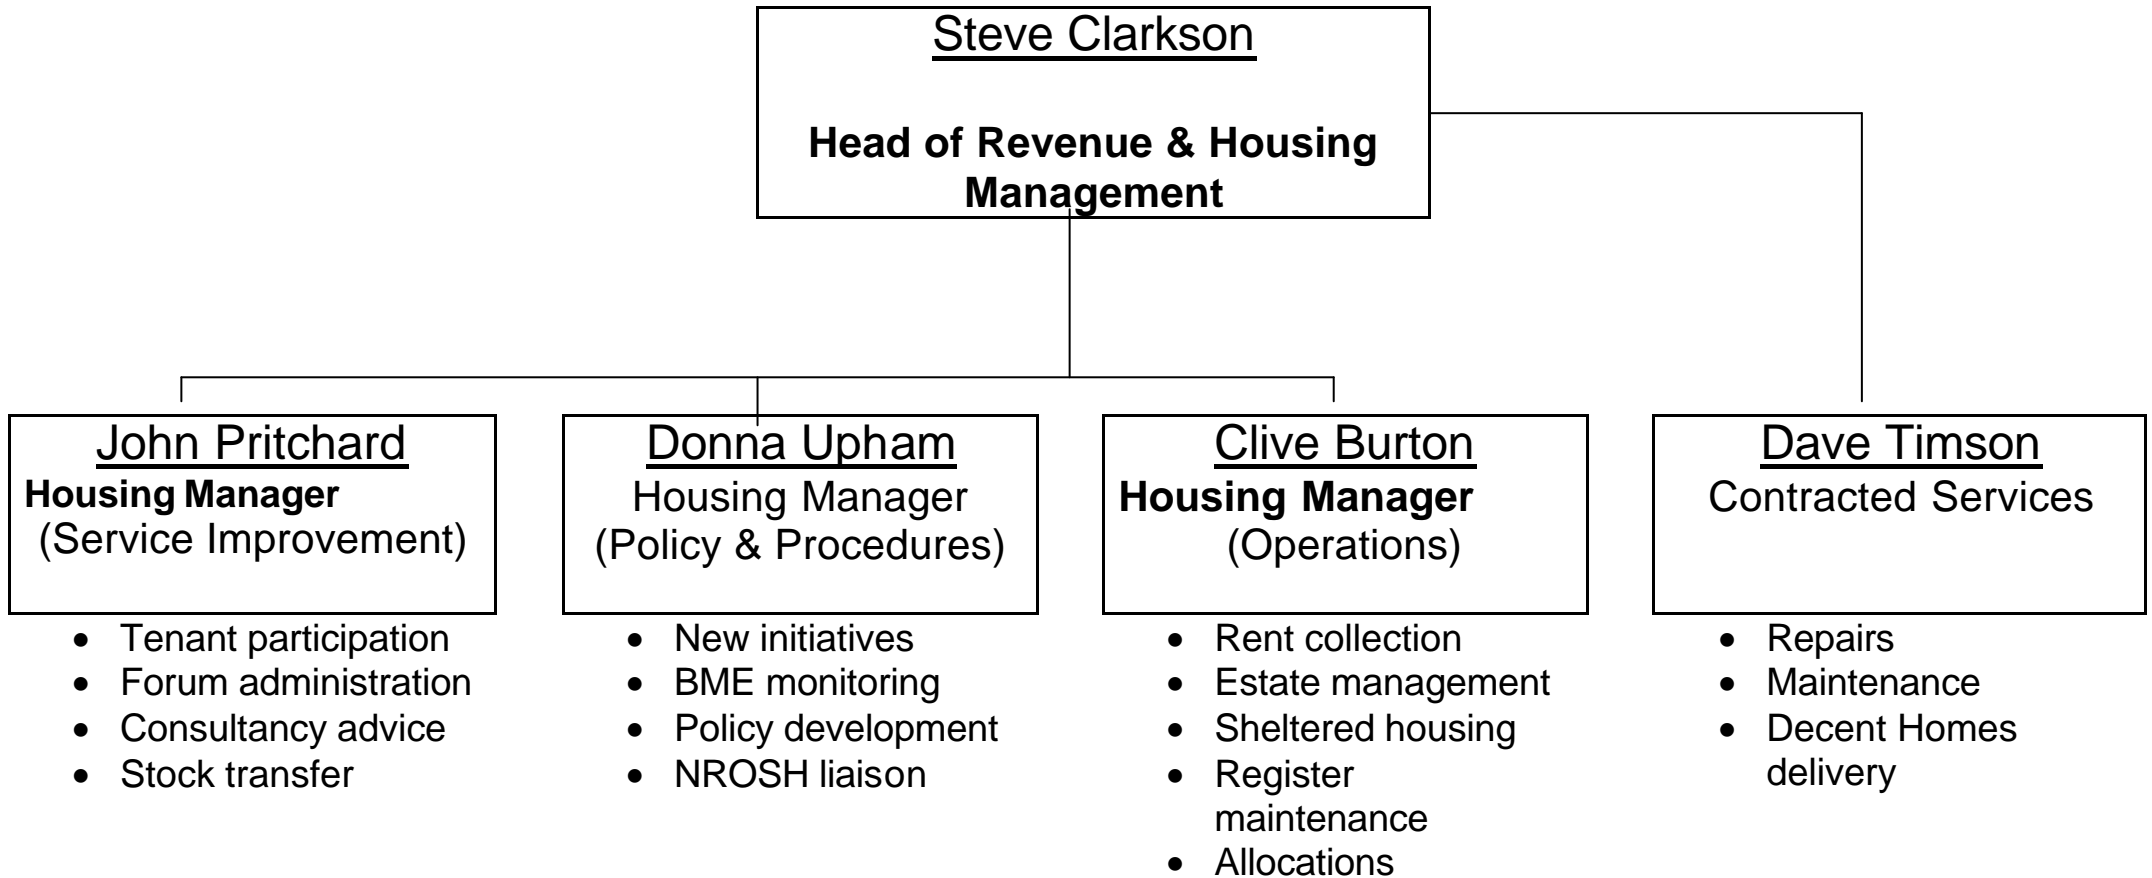 Steve Clarkson
Head of Revenue & Housing
Management
John Pritchard
Housing Manager
(Service Improvement)
• Tenant participation
• Forum administration
• Consultancy advice
• Stock transfer
Donna Upham
Housing Manager
(Policy & Procedures)
• New initiatives
• BME monitoring
• Policy development
• NROSH liaison
Clive Burton
Housing Manager
(Operations)
• Rent collection
• Estate management
• Sheltered housing
• Register
maintenance
• Allocations
Dave Timson
Contracted Services
• Repairs
• Maintenance
• Decent Homes
delivery